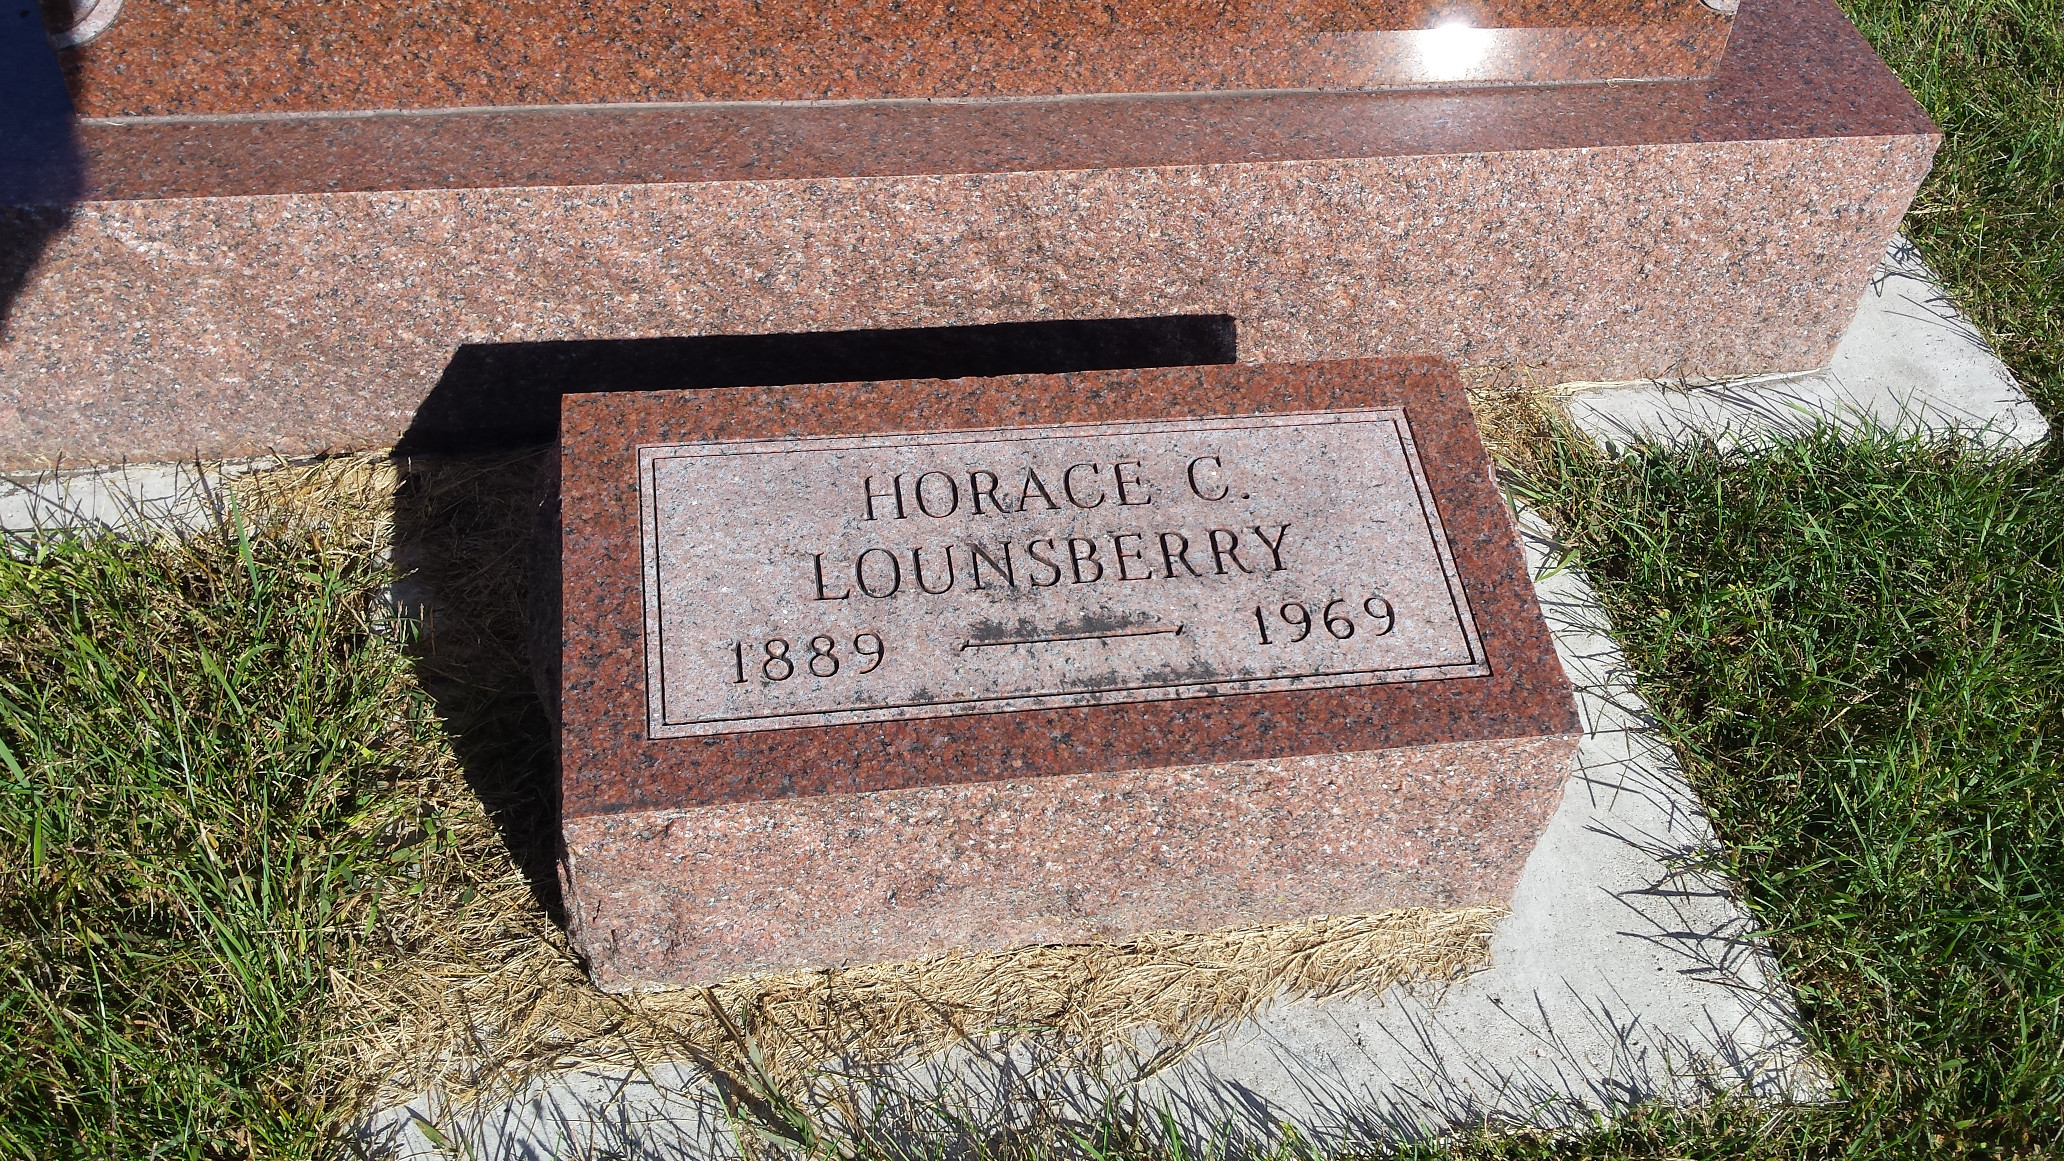 HORACE C.
LOUNSBERRY
1889 — 1969